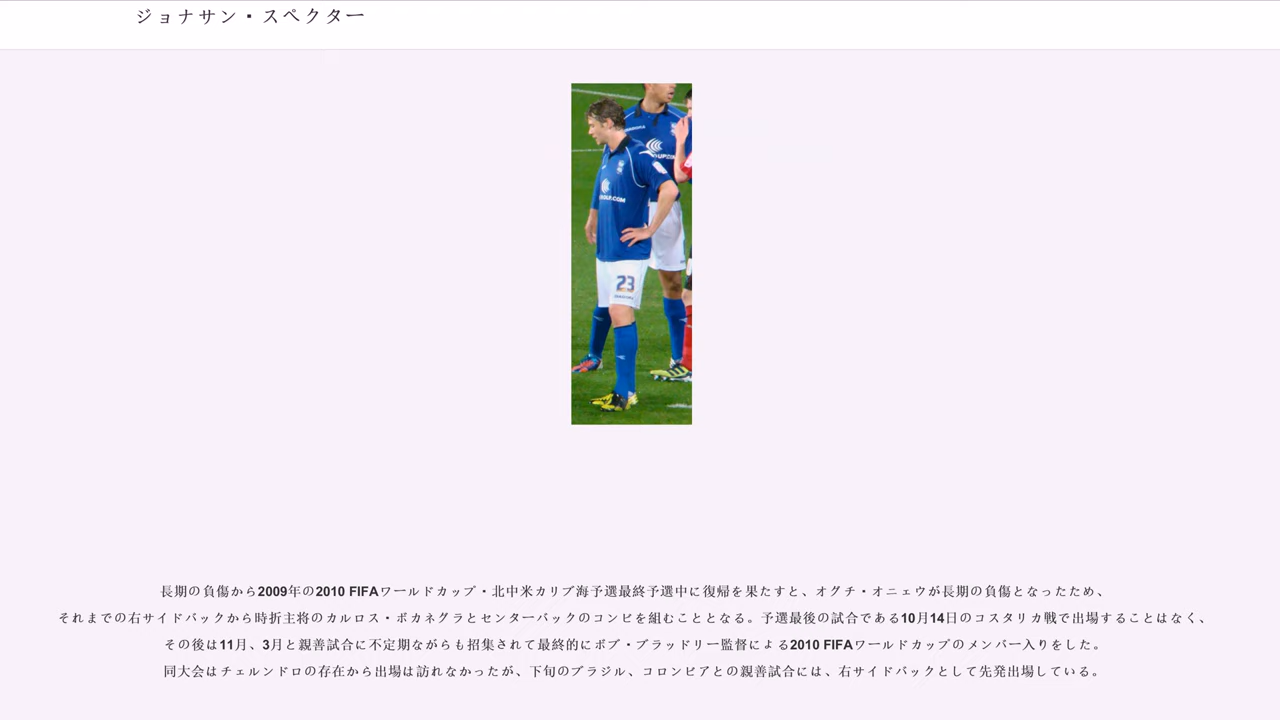 ジョナサン・スペクター
23
長期の負傷から2009年の2010 FIFAワールドカップ・北中米カリブ海予選最終予選中に復帰を果たすと、オグチ・オニェウが長期の負傷となったため、
それまでの右サイドバックから時折主将のカルロス・ボカネグラとセンターバックのコンビを組むこととなる。予選最後の試合である10月14日のコスタリカ戦で出場することはなく、
その後は11月、3月と親善試合に不定期ながらも招集されて最終的にボブ・ブラッドリー監督による2010 FIFAワールドカップのメンバー入りをした。
同大会はチェルンドロの存在から出場は訪れなかったが、下旬のブラジル、コロンビアとの親善試合には、右サイドバックとして先発出場している。